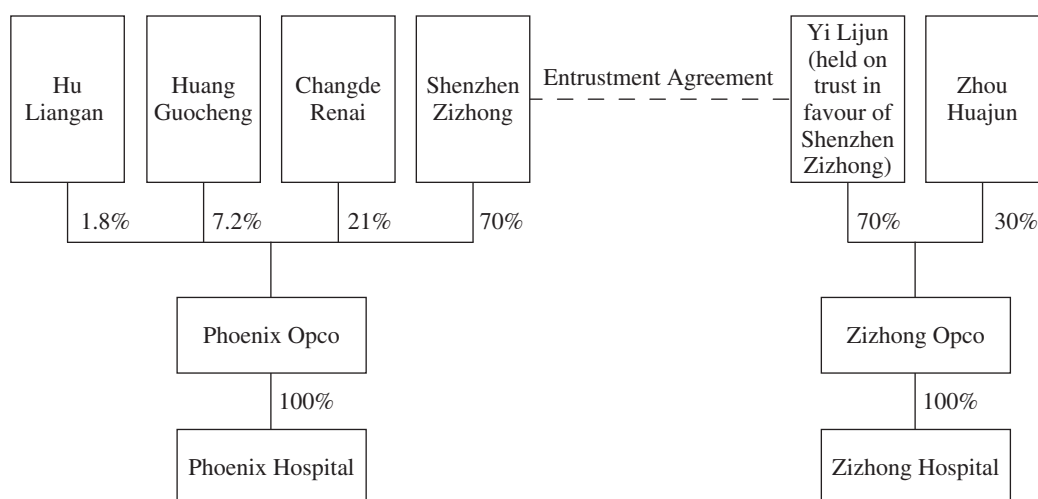 Hu
Liangan
Huang
Guocheng
Changde
Renai
Shenzhen
Zizhong
Entrustment Agreement
Yi Lijun
(held on
trust in
favour of
Shenzhen
Zizhong)
Zhou
Huajun
1.8%
7.2%
21%
70%
70%
30%
Phoenix Opco
Zizhong Opco
100%
100%
Phoenix Hospital
Zizhong Hospital